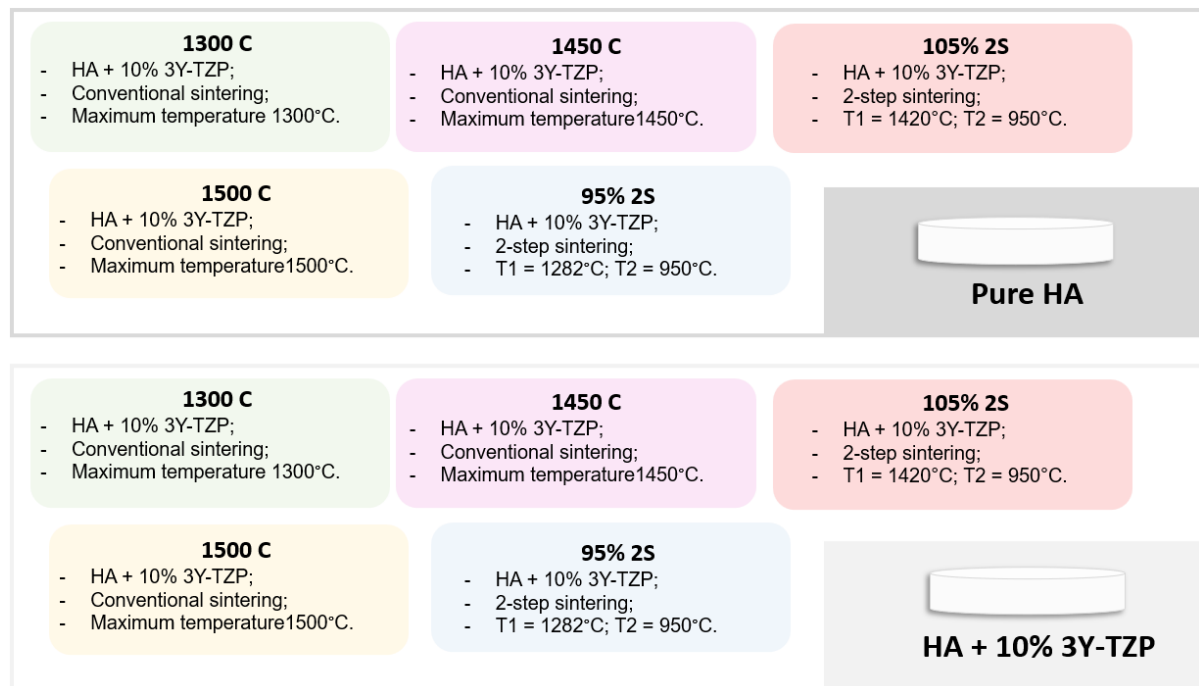 1300 C
- HA + 10% 3Y-TZP;
- Conventional sintering;
- Maximum temperature 1300°C.
1450 C
- HA + 10% 3Y-TZP;
- Conventional sintering;
- Maximum temperature1450°C.
105% 2S
- HA + 10% 3Y-TZP;
- 2-step sintering;
- T1 = 1420°C; T2 = 950°C.
1500 C
- HA + 10% 3Y-TZP;
- Conventional sintering;
- Maximum temperature1500°C.
95% 2S
- HA + 10% 3Y-TZP;
- 2-step sintering;
- T1 = 1282°C; T2 = 950°C.
Pure HA
1300 C
- HA + 10% 3Y-TZP;
- Conventional sintering;
- Maximum temperature 1300°C.
1450 C
- HA + 10% 3Y-TZP;
- Conventional sintering;
- Maximum temperature1450°C.
105% 2S
- HA + 10% 3Y-TZP;
- 2-step sintering;
- T1 = 1420°C; T2 = 950°C.
1500 C
- HA + 10% 3Y-TZP;
- Conventional sintering;
- Maximum temperature1500°C.
95% 2S
- HA + 10% 3Y-TZP;
- 2-step sintering;
- T1 = 1282°C; T2 = 950°C.
HA + 10% 3Y-TZP